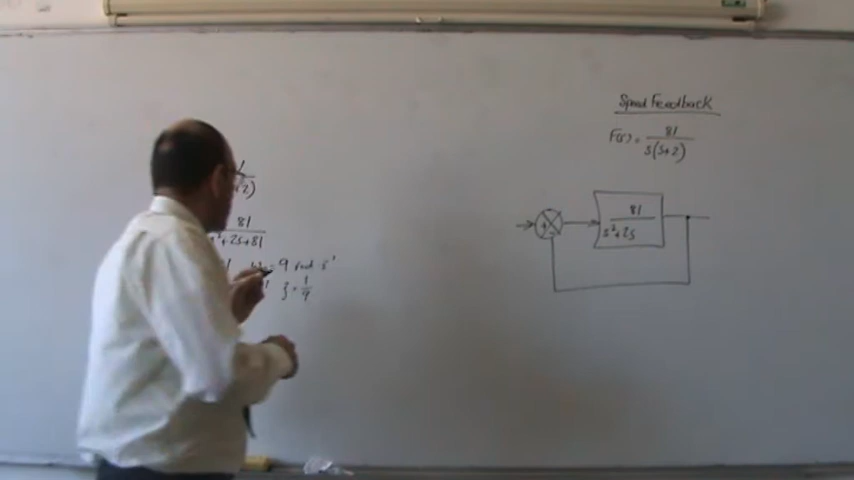 Speed Feedback
F(s) = 81 / s(s+2)
81 / s²+2s
+
-
81 / s²+2s+81
= 9 rad s⁻¹
ζ = 1/9